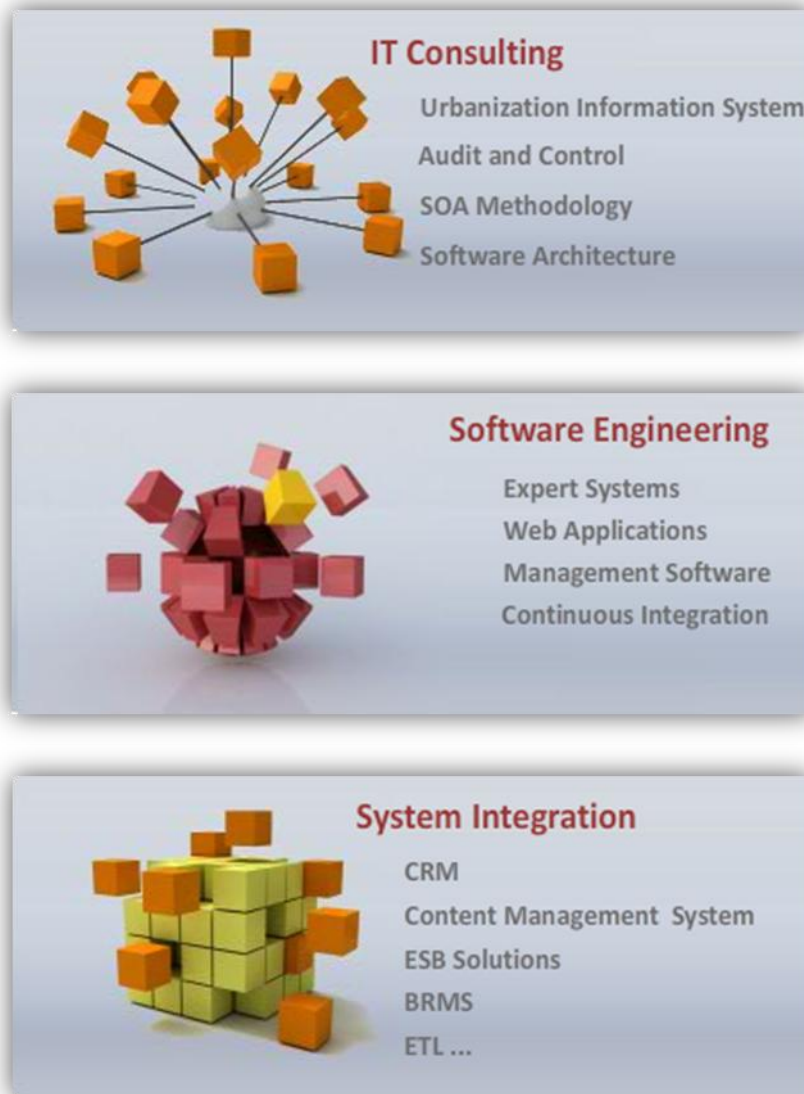 IT Consulting
Urbanization Information System
Audit and Control
SOA Methodology
Software Architecture
Software Engineering
Expert Systems
Web Applications
Management Software
Continuous Integration
System Integration
CRM
Content Management System
ESB Solutions
BRMS
ETL ...